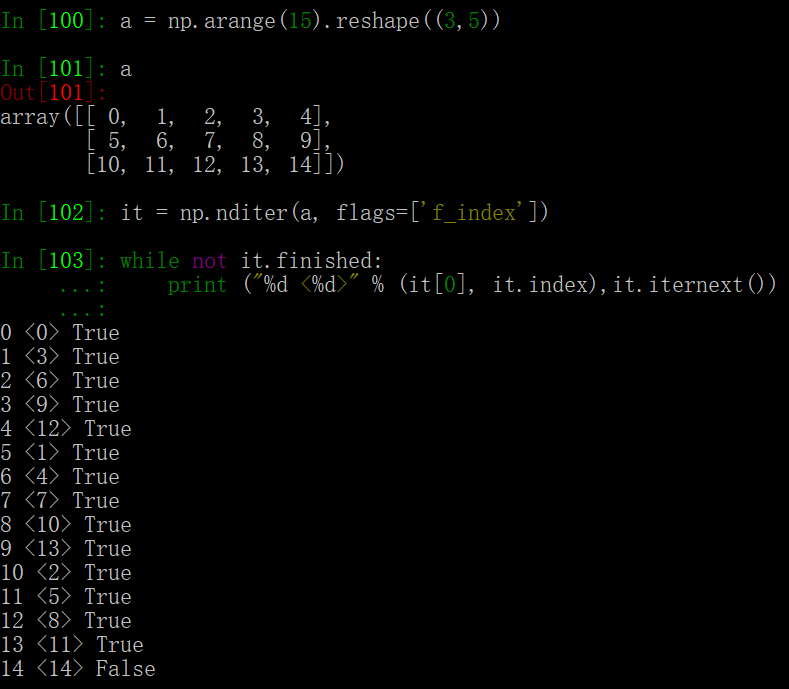 In [100]: a = np.arange(15).reshape((3,5))
In [101]: a
Out[101]:
array([[ 0,  1,  2,  3,  4],
       [ 5,  6,  7,  8,  9],
       [10, 11, 12, 13, 14]])
In [102]: it = np.nditer(a, flags=['f_index'])
In [103]: while not it.finished:
     ...:     print ("%d <%d>" % (it[0], it.index),it.iternext())
     ...:
0 <0> True
1 <3> True
2 <6> True
3 <9> True
4 <12> True
5 <1> True
6 <4> True
7 <7> True
8 <10> True
9 <13> True
10 <2> True
11 <5> True
12 <8> True
13 <11> True
14 <14> False